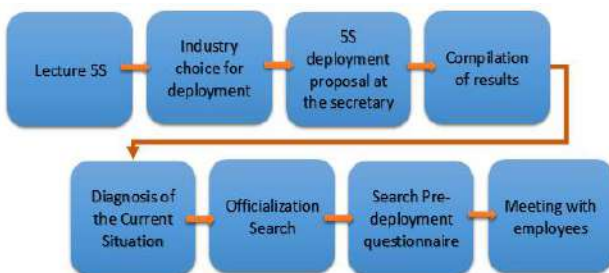 Lecture 5S
Industry
choice for
deployment
5S
deployment
proposal at
the secretary
Compilation
of results
Diagnosis of
the Current
Situation
Officialization
Search
Search Pre-
deployment
questionnaire
Meeting with
employees